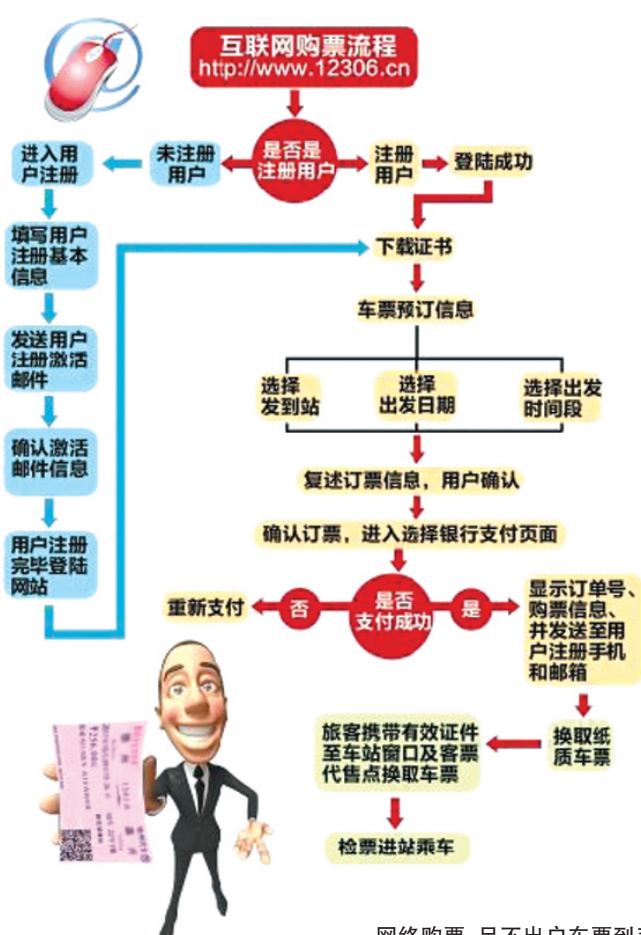 互联网购票流程
http://www.12306.cn
是否是
注册用户
未注册
用户
进入用
户注册
填写用户
注册基本
信息
发送用户
注册激活
邮件
确认激活
邮件信息
用户注册
完毕登陆
网站
注册
用户
登陆成功
下载证书
车票预订信息
选择
发到站
选择
出发日期
选择出发
时间段
复述订票信息，用户确认
确认订票，进入选择银行支付页面
是否
支付成功
否
重新支付
是
显示订单号、
购票信息、
并发送至用
户注册手机
和邮箱
换取纸
质车票
旅客携带有效证件
至车站窗口及客票
代售点换取车票
检票进站乘车